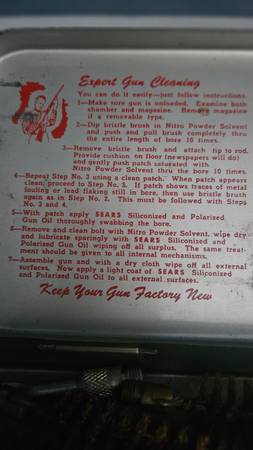 Expert Gun Cleaning
You can do if easily—just follow instructions.
1—Make sure gun is unloaded. Examine both
chamber and magazine. Remove magazine
if a removable type.
2—Dip bristle brush in Nitro Powder Solvent
and push and pull brush completely thru
the entire length of bore 10 times.
3—Remove bristle brush and attach tip to rod.
Provide cushion on floor (newspapers will do)
and gently push patch saturated with
Nitro Powder Solvent thru the bore 10 times.
4—Repeat Step No. 3 using a clean patch. When patch appears
clean; proceed to Step No. 5. If patch shows traces of metal
fouling or lead flaking still in bore, then use bristle brush
again as in Step No. 2. This must be followed with Steps
No. 3 and 4.
5—With patch apply SEARS Siliconized and Polarized
Gun Oil thoroughly swabbing the bore.
6—Remove and clean bolt with Nitro Powder Solvent, wipe dry
and lubricate sparingly with SEARS Siliconized and
Polarized Gun Oil wiping off all surplus. The same treat-
ment should be given to all internal mechanisms.
7—Assemble gun and with a dry cloth wipe off all external
surfaces. Now apply a light coat of SEARS Siliconized
and Polarized Gun Oil to all external surfaces.
Keep Your Gun Factory New